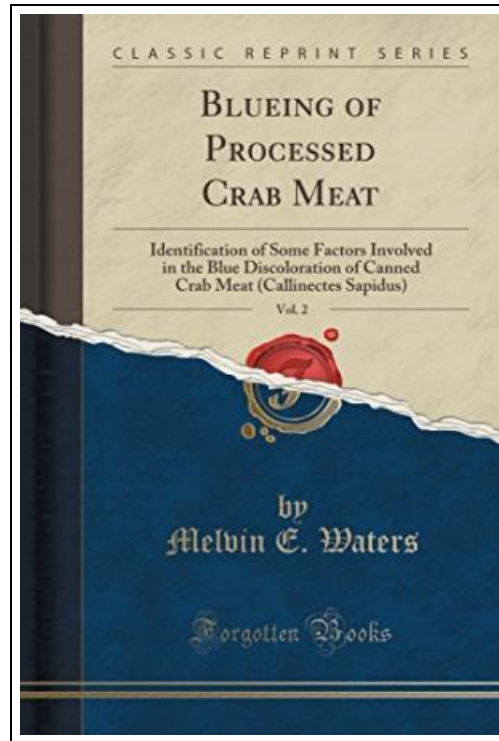 CLASSIC REPRINT SERIES
BLUEING OF
PROCESSED
CRAB MEAT
Identification of Some Factors Involved
in the Blue Discoloration of Canned
Crab Meat (Callinectes Sapidus)
Vol. 2
by
Melvin E. Waters
Forgotten Books